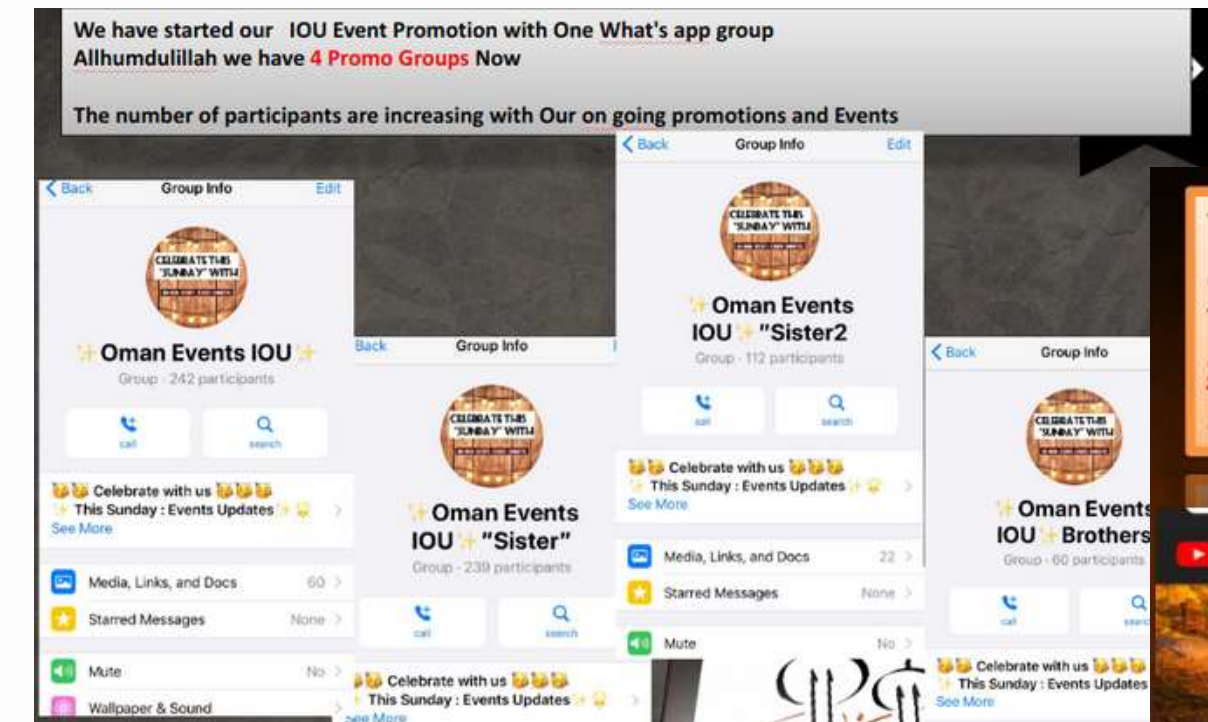 We have started our IOU Event Promotion with One What's app group
Allhumdulillah we have 4 Promo Groups Now
The number of participants are increasing with Our on going promotions and Events
Back Group Info Edit
CELEBRATE THIS
"SUNDAY" WITH
✨Oman Events IOU✨
Group · 242 participants
call search
🥳🥳 Celebrate with us 🥳🥳🥳
✨ This Sunday : Events Updates✨
See More
Media, Links, and Docs 60
Starred Messages None
Mute No
Wallpaper & Sound
Back Group Info
CELEBRATE THIS
"SUNDAY" WITH
✨Oman Events
IOU✨"Sister"
Group · 239 participants
call search
🥳🥳 Celebrate with us 🥳🥳🥳
This Sunday : Events Updates✨
See More
Back Group Info Edit
CELEBRATE THIS
"SUNDAY" WITH
✨Oman Events
IOU✨"Sister2
Group · 112 participants
call search
🥳🥳 Celebrate with us 🥳🥳🥳
✨ This Sunday : Events Updates✨
See More
Media, Links, and Docs 22
Starred Messages None
Mute No
Back Group Info
CELEBRATE THIS
"SUNDAY" WITH
✨Oman Events
IOU✨Brothers
Group · 60 participants
call search
🥳🥳 Celebrate with us 🥳🥳🥳
✨ This Sunday : Events Updates
See More